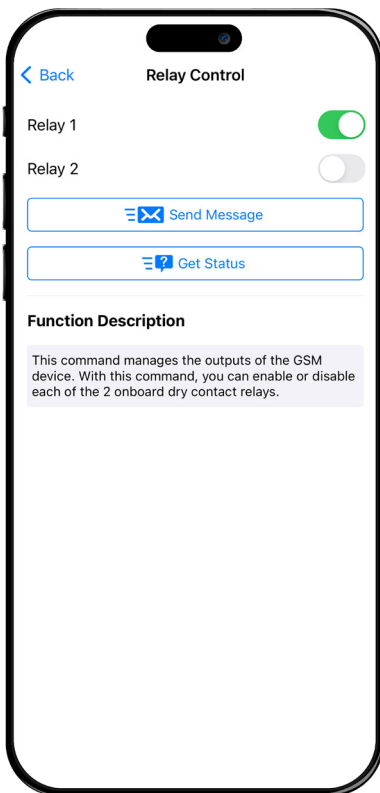 Back
Relay Control
Relay 1
Relay 2
Send Message
Get Status
Function Description
This command manages the outputs of the GSM
device. With this command, you can enable or disable
each of the 2 onboard dry contact relays.